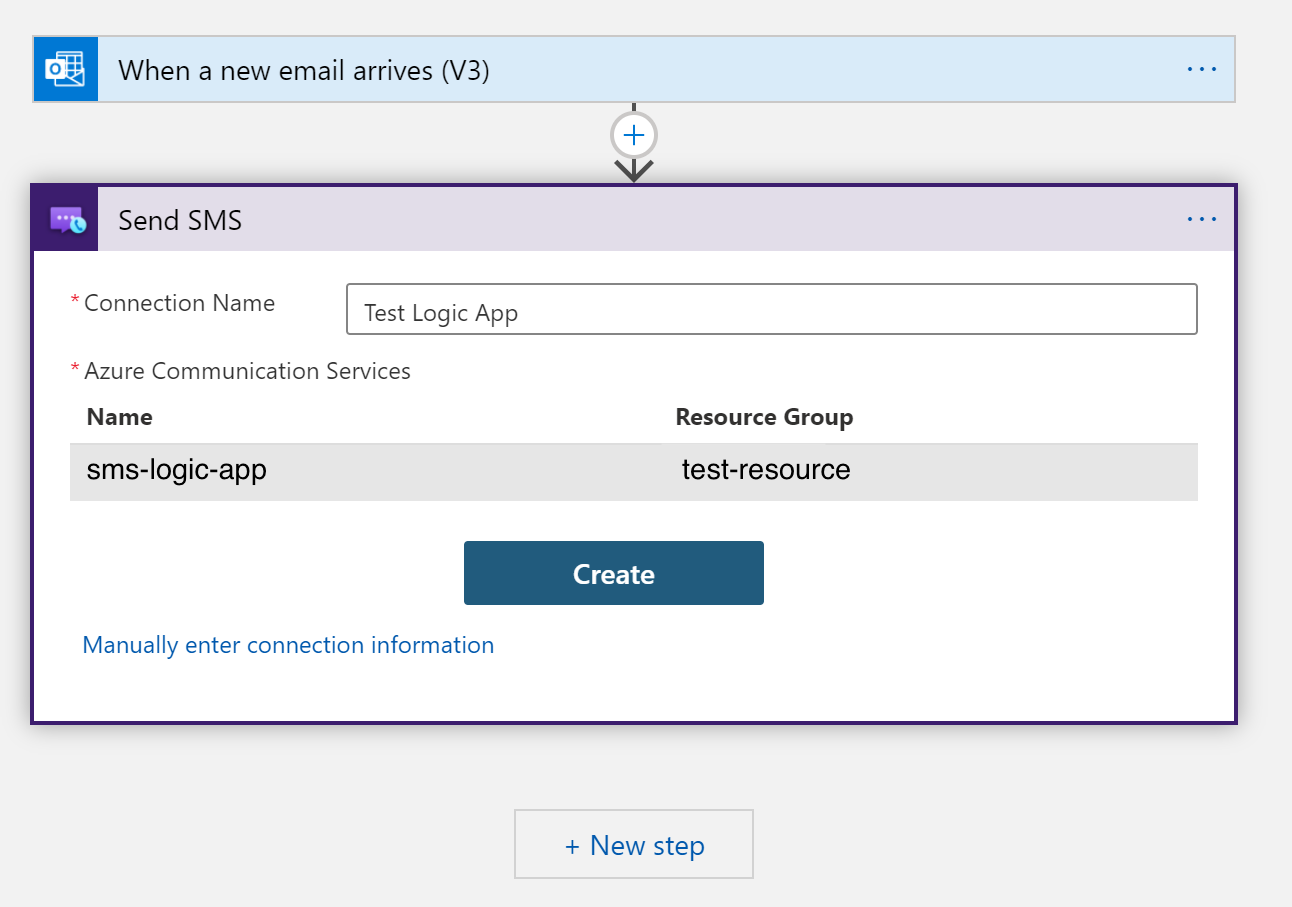 When a new email arrives (V3)
Send SMS
* Connection Name
Test Logic App
* Azure Communication Services
Name Resource Group
sms-logic-app test-resource
Create
Manually enter connection information
+ New step